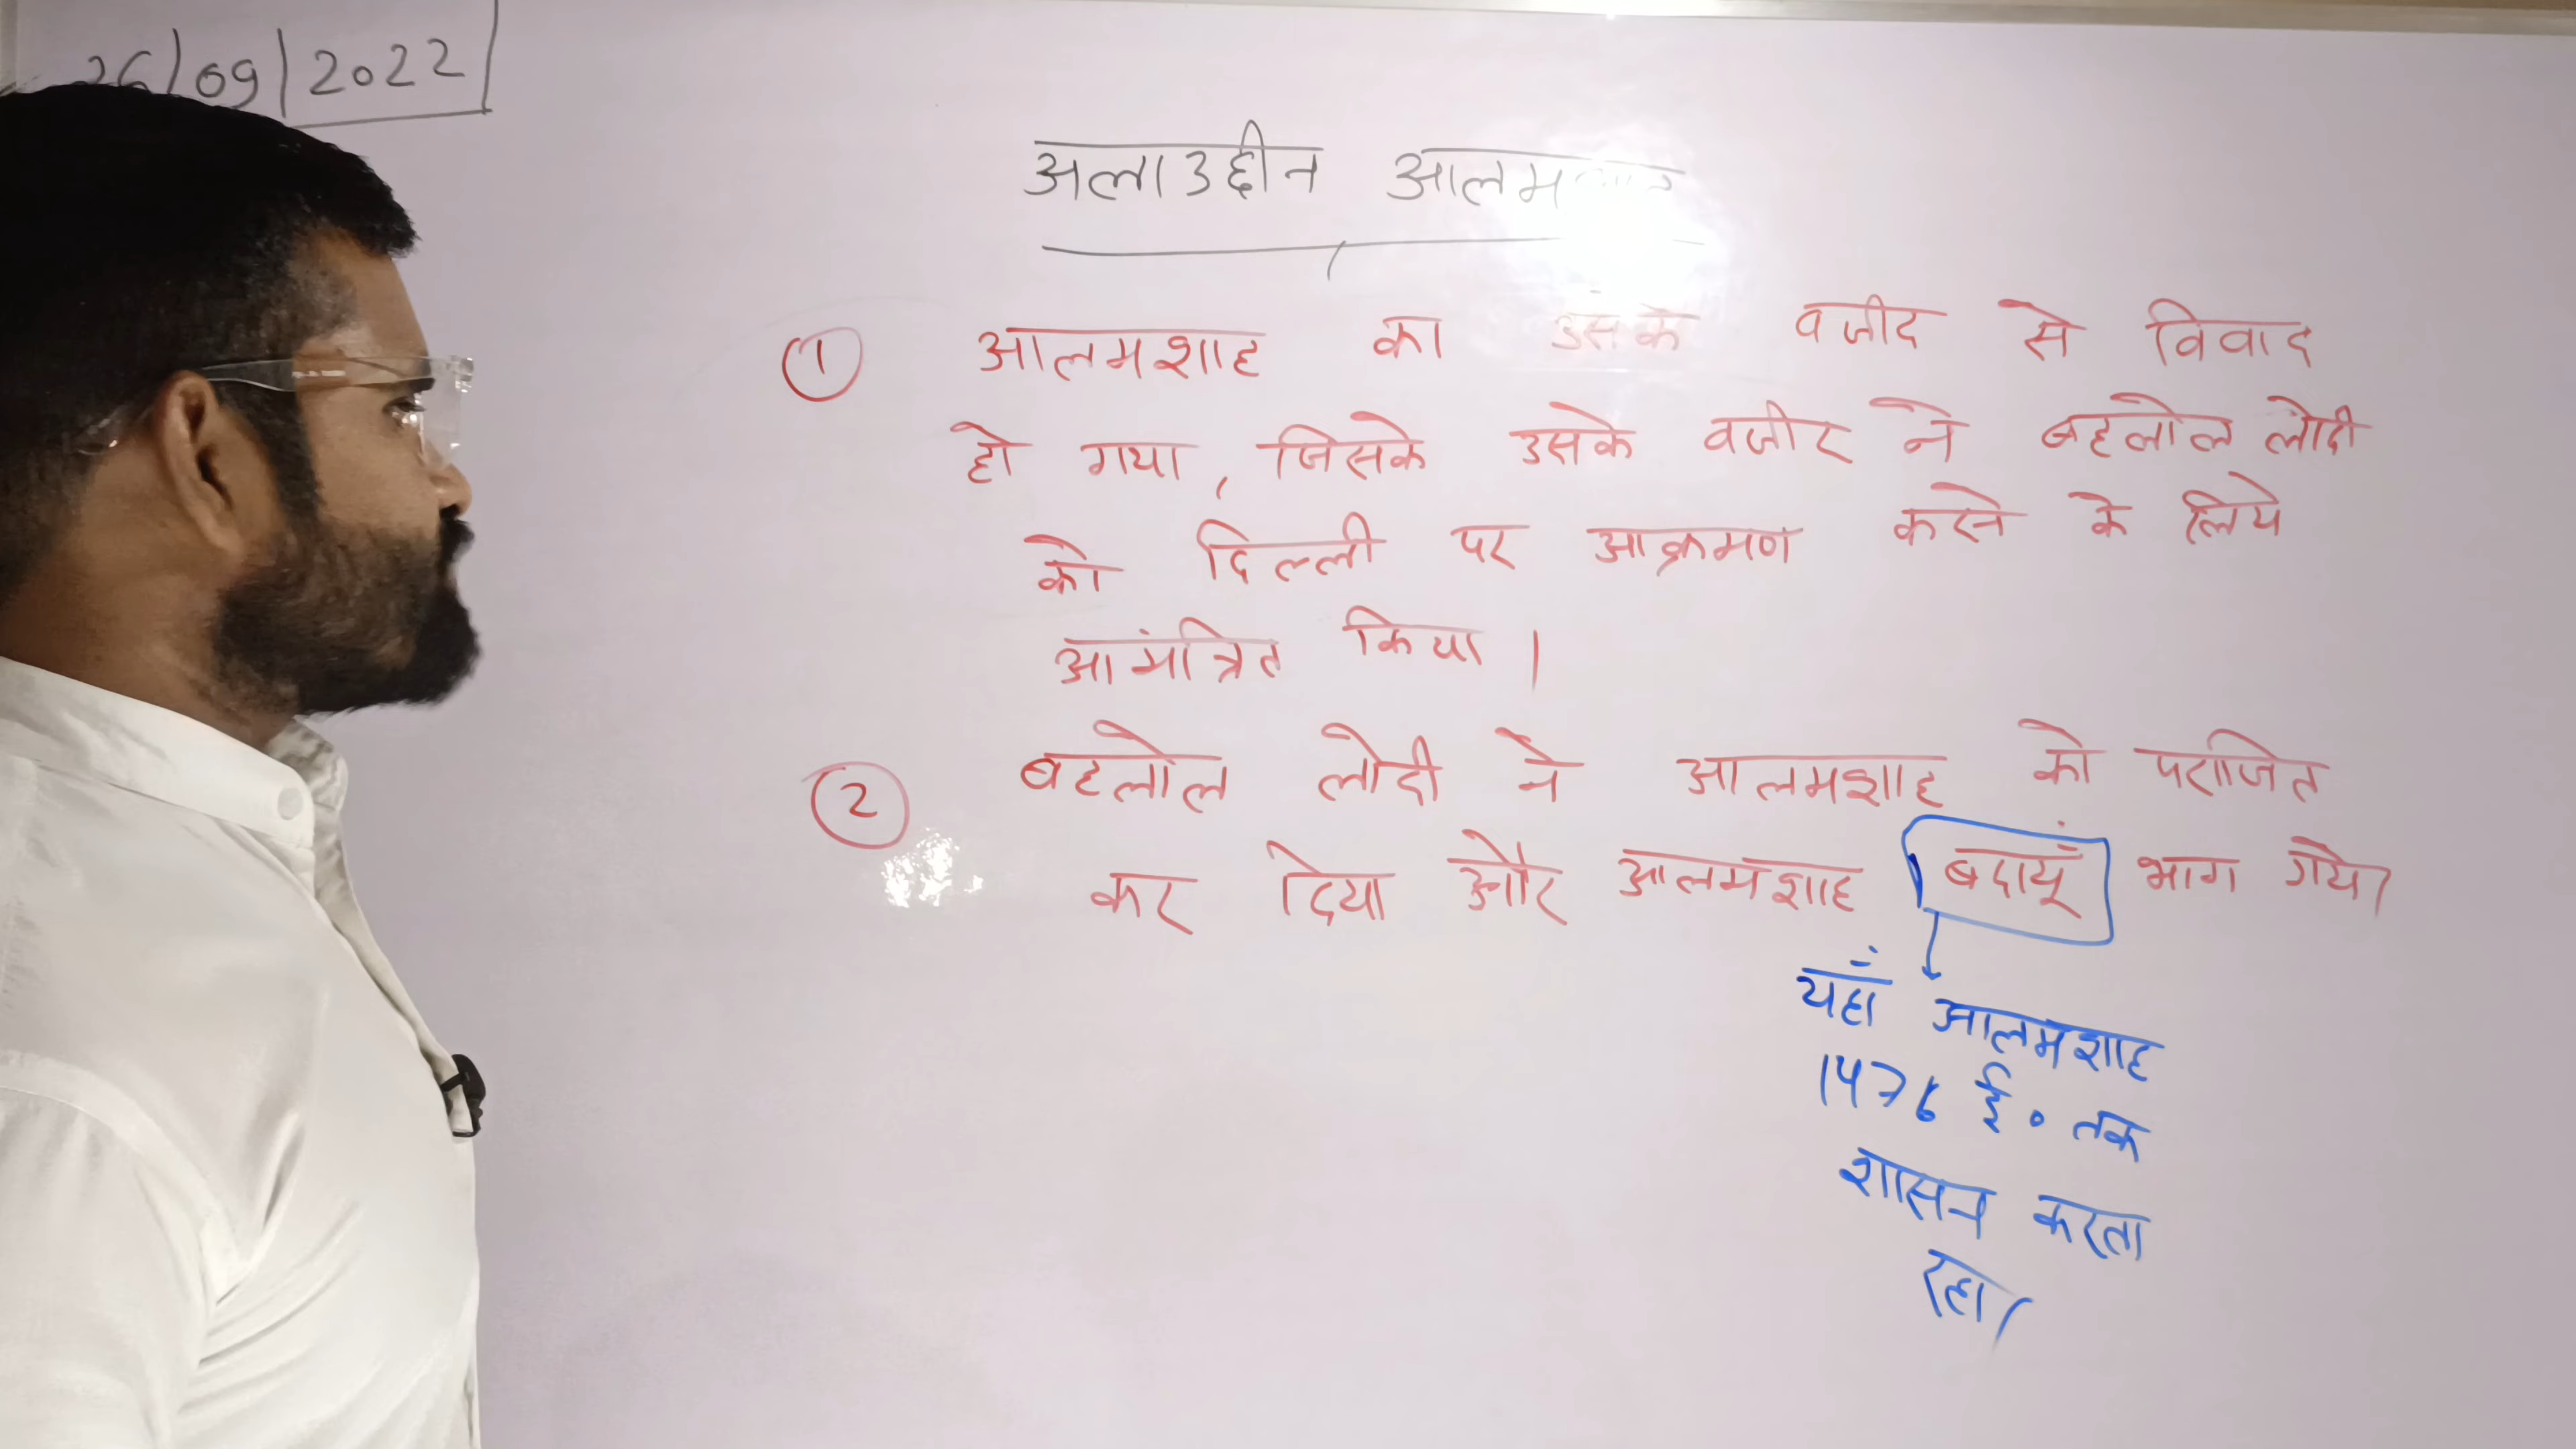 26/09/2022
अलाउद्दीन आलम
① आलमशाह का उसके वजीद से विवाद
हो गया, जिसके उसके वजीर ने बहलोल लोदी
को दिल्ली पर आक्रमण करने के लिये
आमंत्रित किया।
② बहलोल लोदी ने आलमशाह को पराजित
कर दिया और आलमशाह बदायूँ भाग गये।
यहाँ आलमशाह
1476 ई० तक
शासन करता
रहा।